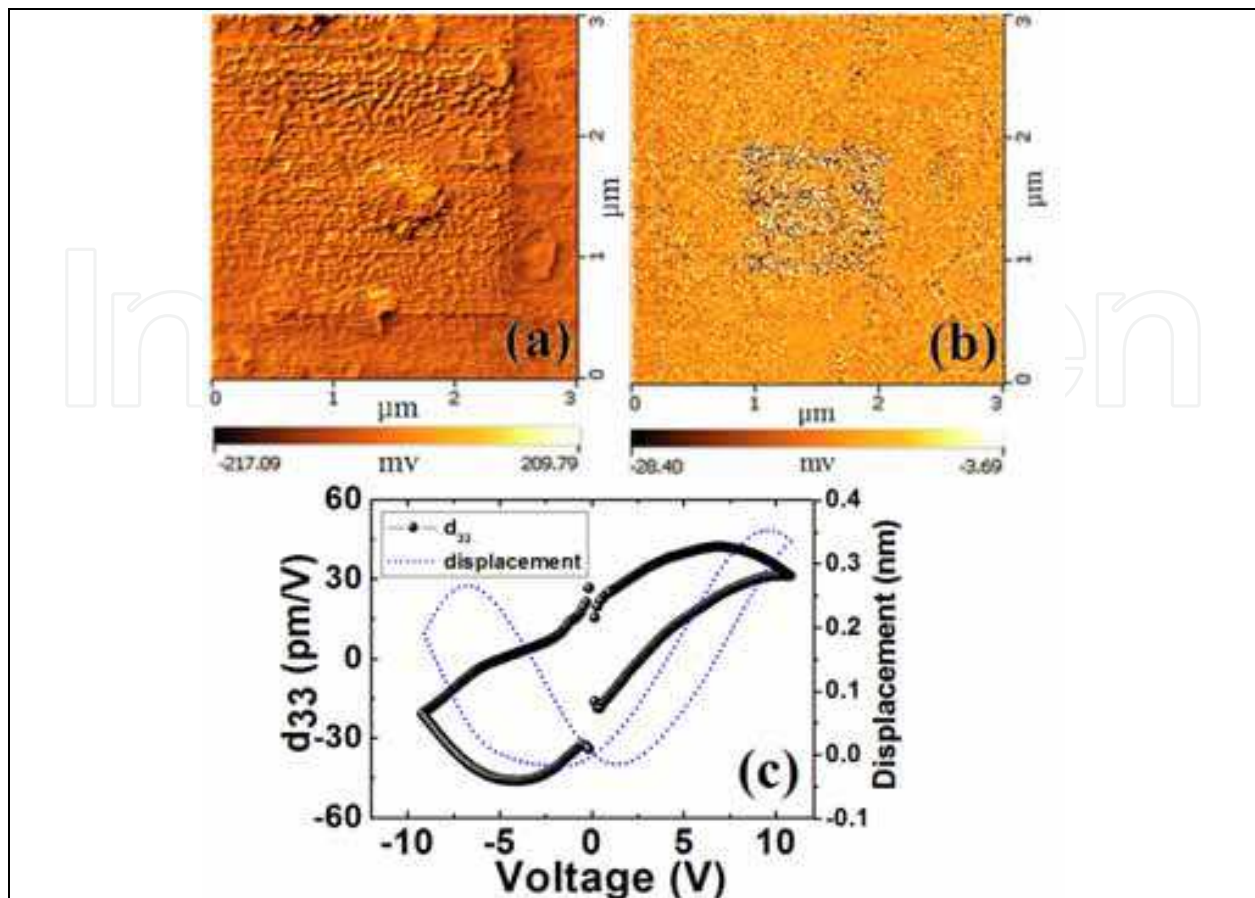 3
2
1
0
μm
(a)
0
1
2
3
μm
-217.09
mv
209.79
3
2
1
0
μm
(b)
0
1
2
3
μm
-28.40
mv
-3.69
60
30
0
-30
-60
d33 (pm/V)
d₃₃
displacement
0.4
0.3
0.2
0.1
0.0
-0.1
Displacement (nm)
(c)
-10
-5
0
5
10
Voltage (V)